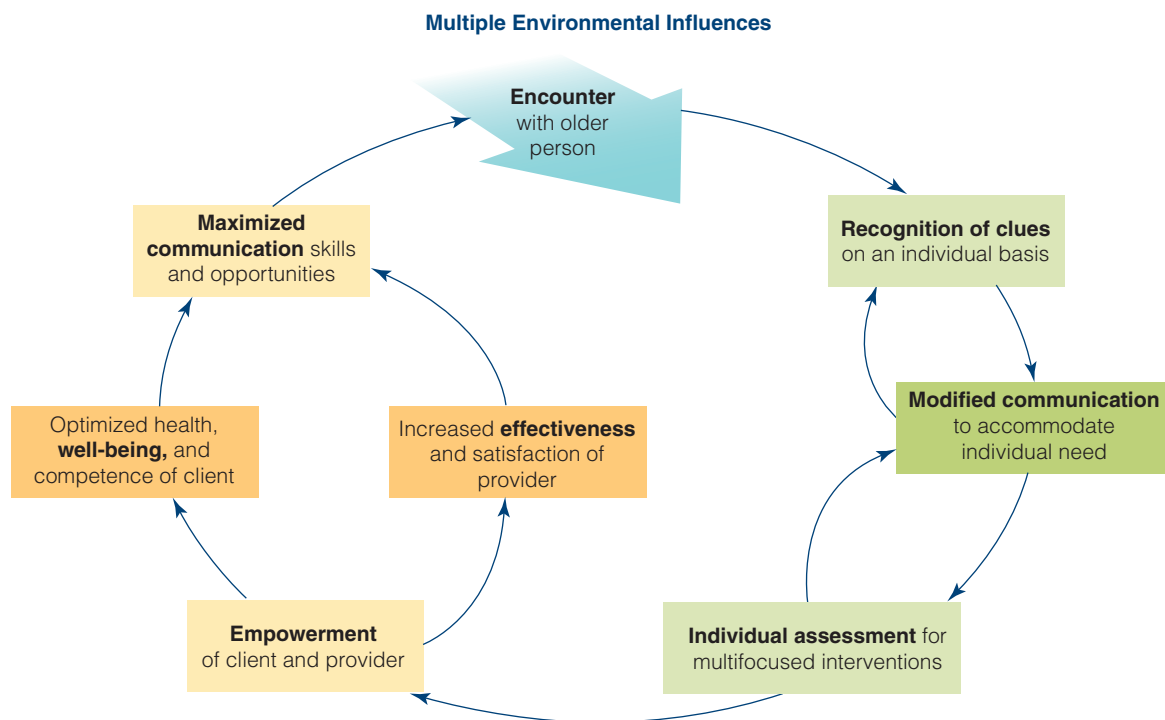 Multiple Environmental Influences
Encounter
with older
person
Recognition of clues
on an individual basis
Modified communication
to accommodate
individual need
Individual assessment for
multifocused interventions
Empowerment
of client and provider
Increased effectiveness
and satisfaction of
provider
Optimized health,
well-being, and
competence of client
Maximized
communication skills
and opportunities